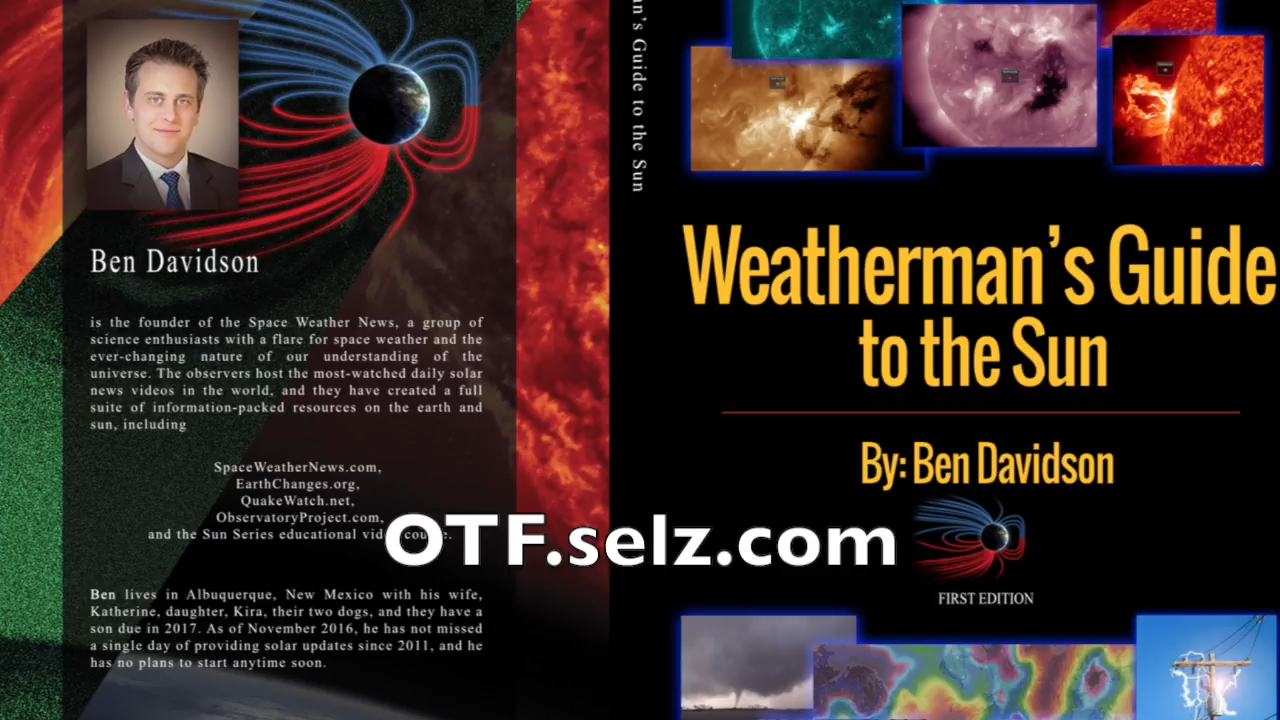 Ben Davidson
is the founder of the Space Weather News, a group of
science enthusiasts with a flare for space weather and the
ever-changing nature of our understanding of the
universe. The observers host the most-watched daily solar
news videos in the world, and they have created a full
suite of information-packed resources on the earth and
sun, including
SpaceWeatherNews.com,
EarthChanges.org,
QuakeWatch.net,
ObservatoryProject.com,
and the Sun Series educational video course.
Ben lives in Albuquerque, New Mexico with his wife,
Katherine, daughter, Kira, their two dogs, and they have a
son due in 2017. As of November 2016, he has not missed
a single day of providing solar updates since 2011, and he
has no plans to start anytime soon.
OTF.selz.com
an's Guide to the Sun
Weatherman's Guide
to the Sun
By: Ben Davidson
FIRST EDITION